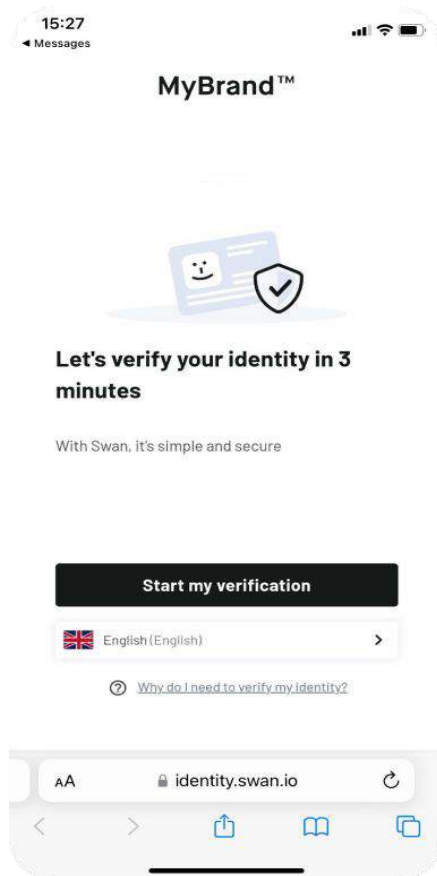 15:27
◀ Messages
MyBrand™
Let's verify your identity in 3
minutes
With Swan, it's simple and secure
Start my verification
English (English)
Why do I need to verify my identity?
AA identity.swan.io